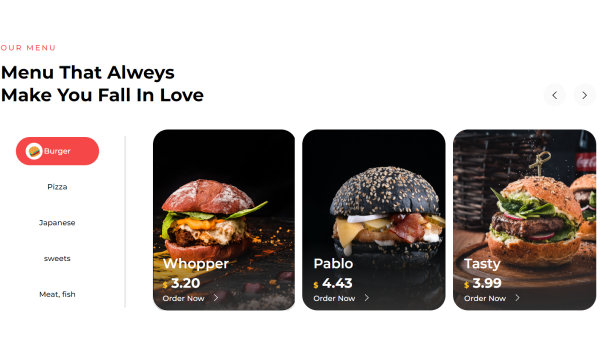 OUR MENU
Menu That Alweys
Make You Fall In Love
Burger
Pizza
Japanese
sweets
Meat, fish
Whopper
$ 3.20
Order Now
Pablo
$ 4.43
Order Now
Tasty
$ 3.99
Order Now